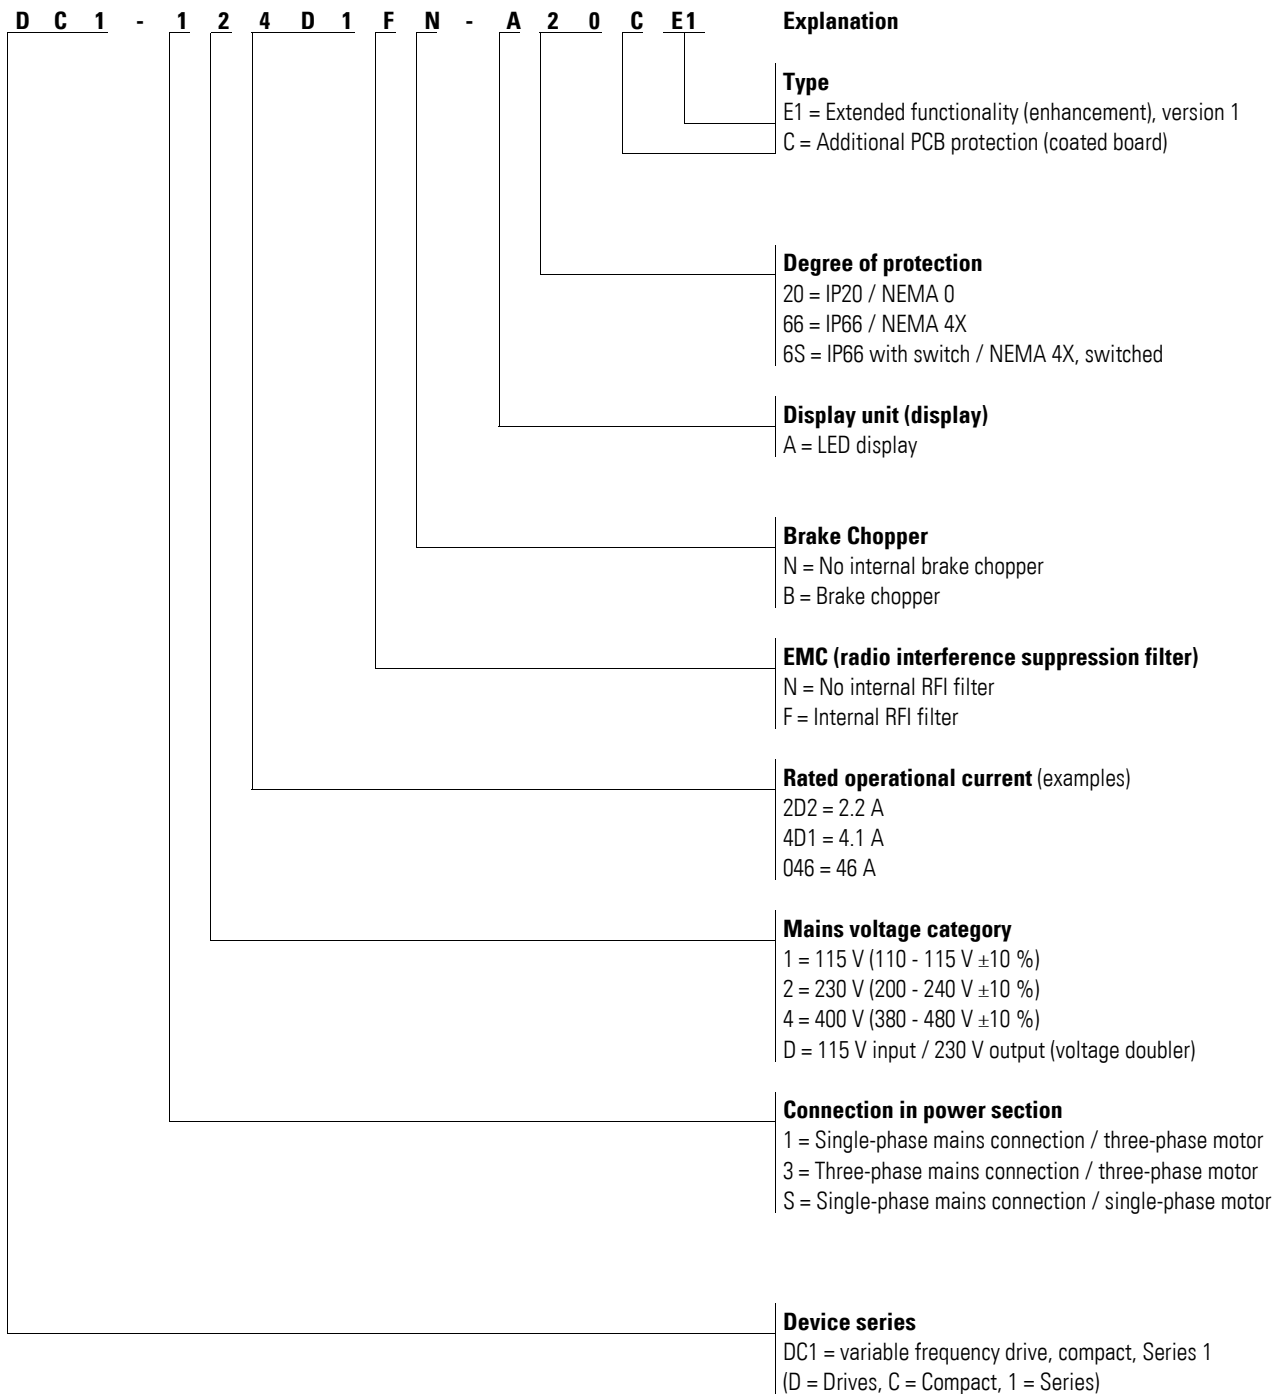 D C 1 - 1 2 4 D 1 F N - A 2 0 C E1 Explanation
Type
E1 = Extended functionality (enhancement), version 1
C = Additional PCB protection (coated board)
Degree of protection
20 = IP20 / NEMA 0
66 = IP66 / NEMA 4X
6S = IP66 with switch / NEMA 4X, switched
Display unit (display)
A = LED display
Brake Chopper
N = No internal brake chopper
B = Brake chopper
EMC (radio interference suppression filter)
N = No internal RFI filter
F = Internal RFI filter
Rated operational current (examples)
2D2 = 2.2 A
4D1 = 4.1 A
046 = 46 A
Mains voltage category
1 = 115 V (110 - 115 V ±10 %)
2 = 230 V (200 - 240 V ±10 %)
4 = 400 V (380 - 480 V ±10 %)
D = 115 V input / 230 V output (voltage doubler)
Connection in power section
1 = Single-phase mains connection / three-phase motor
3 = Three-phase mains connection / three-phase motor
S = Single-phase mains connection / single-phase motor
Device series
DC1 = variable frequency drive, compact, Series 1
(D = Drives, C = Compact, 1 = Series)